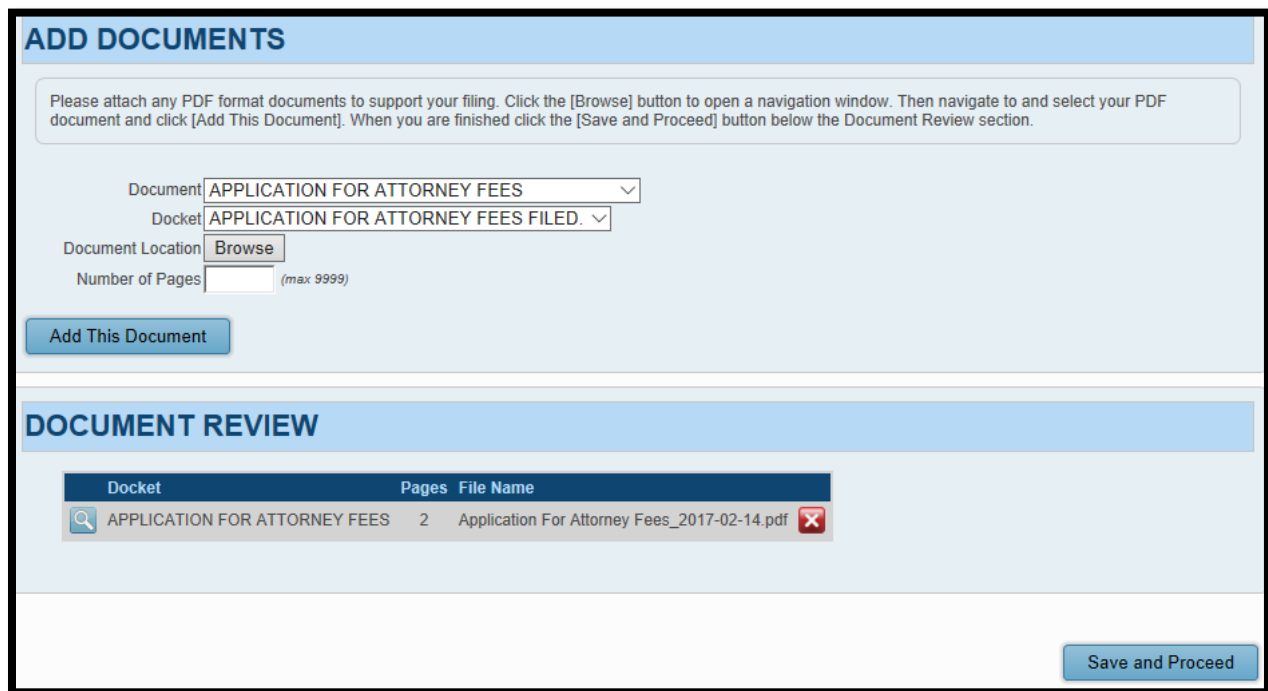 ADD DOCUMENTS
Please attach any PDF format documents to support your filing. Click the [Browse] button to open a navigation window. Then navigate to and select your PDF
document and click [Add This Document]. When you are finished click the [Save and Proceed] button below the Document Review section.
Document APPLICATION FOR ATTORNEY FEES
Docket APPLICATION FOR ATTORNEY FEES FILED.
Document Location Browse
Number of Pages (max 9999)
Add This Document
DOCUMENT REVIEW
Docket Pages File Name
APPLICATION FOR ATTORNEY FEES 2 Application For Attorney Fees_2017-02-14.pdf
Save and Proceed